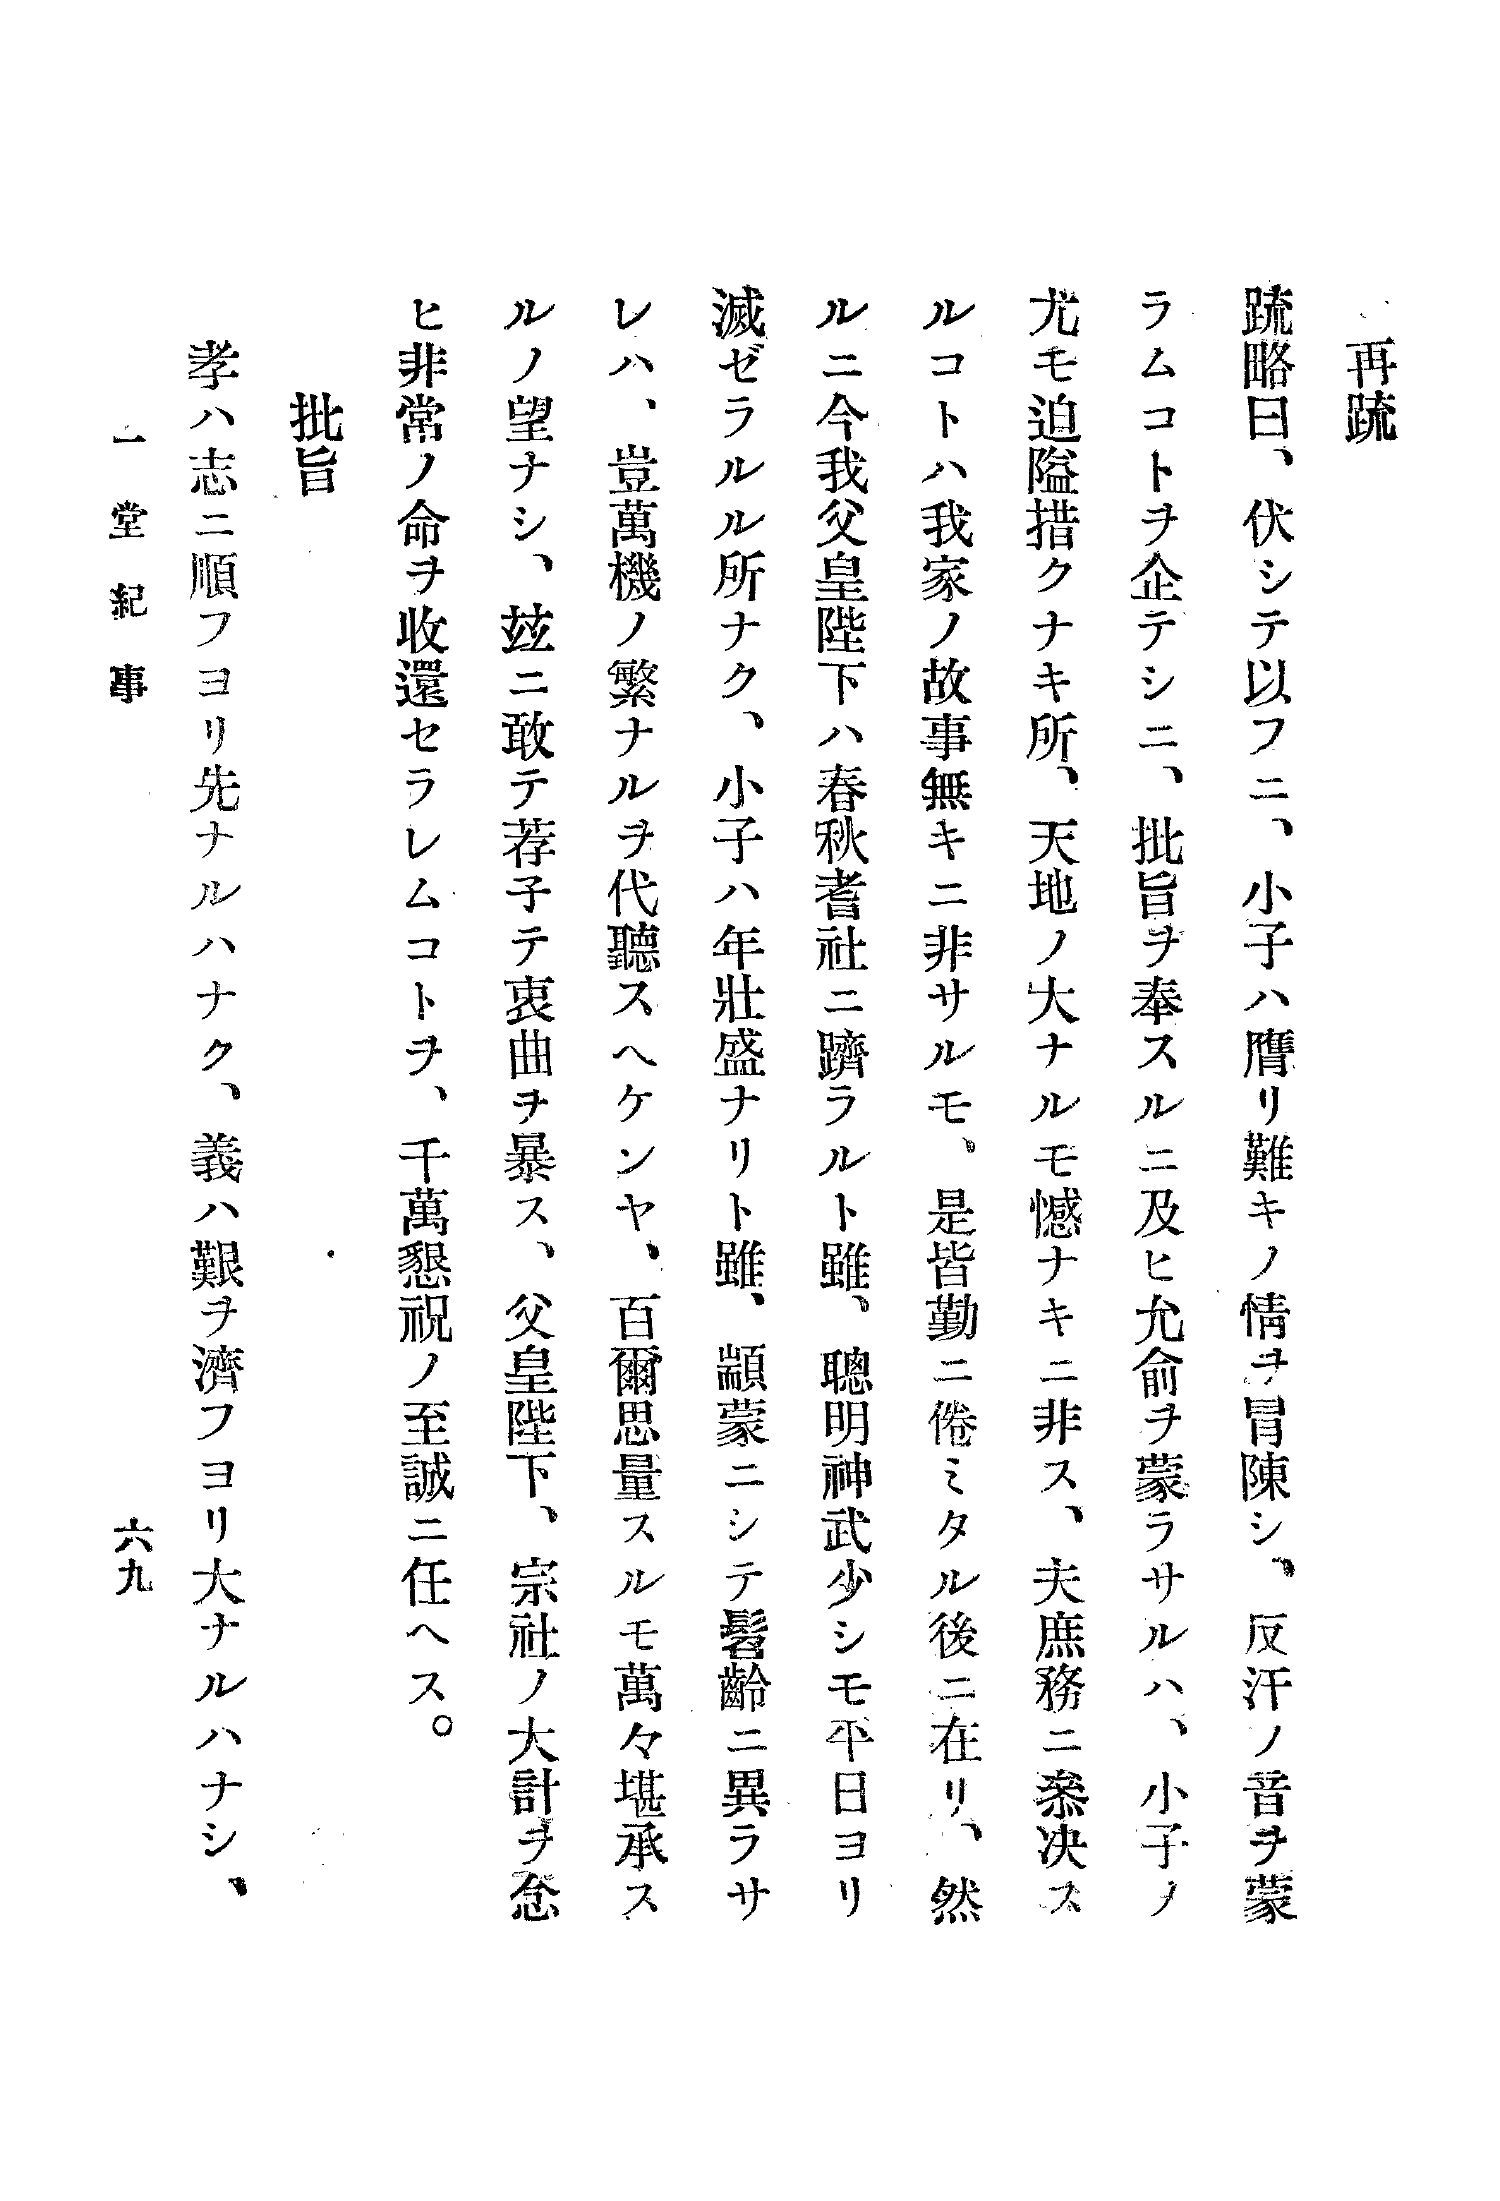 再䟽
䟽略曰、伏シテ以フニ、小子ハ膺リ難キノ情ヲ冒陳シ、反汗ノ音ヲ蒙
ラムコトヲ企テシニ、批旨ヲ奉スルニ及ヒ允俞ヲ蒙ラサルハ、小子ノ
尤モ迫隘措クナキ所、天地ノ大ナルモ憾ナキニ非ス、夫庶務ニ叅决ス
ルコトハ我家ノ故事無キニ非サルモ、是皆勤ニ倦ミタル後ニ在リ、然
ルニ今我父皇陛下ハ春秋耆社ニ躋ラルト雖、聰明神武少シモ平日ヨリ
滅ゼラルル所ナク、小子ハ年壯盛ナリト雖、顓蒙ニシテ髫齡ニ異ラサ
レハ、豈萬機ノ繁ナルヲ代聽スヘケンヤ、百爾思量スルモ萬々堪承ス
ルノ望ナシ、玆ニ敢テ荐子テ衷曲ヲ暴ス、父皇陛下、宗社ノ大計ヲ念
ヒ非常ノ命ヲ收還セラレムコトヲ、千萬懇祝ノ至誠ニ任ヘス。
批旨
孝ハ志ニ順フヨリ先ナルハナク、義ハ艱ヲ濟フヨリ大ナルハナシ、
一堂紀事
六九